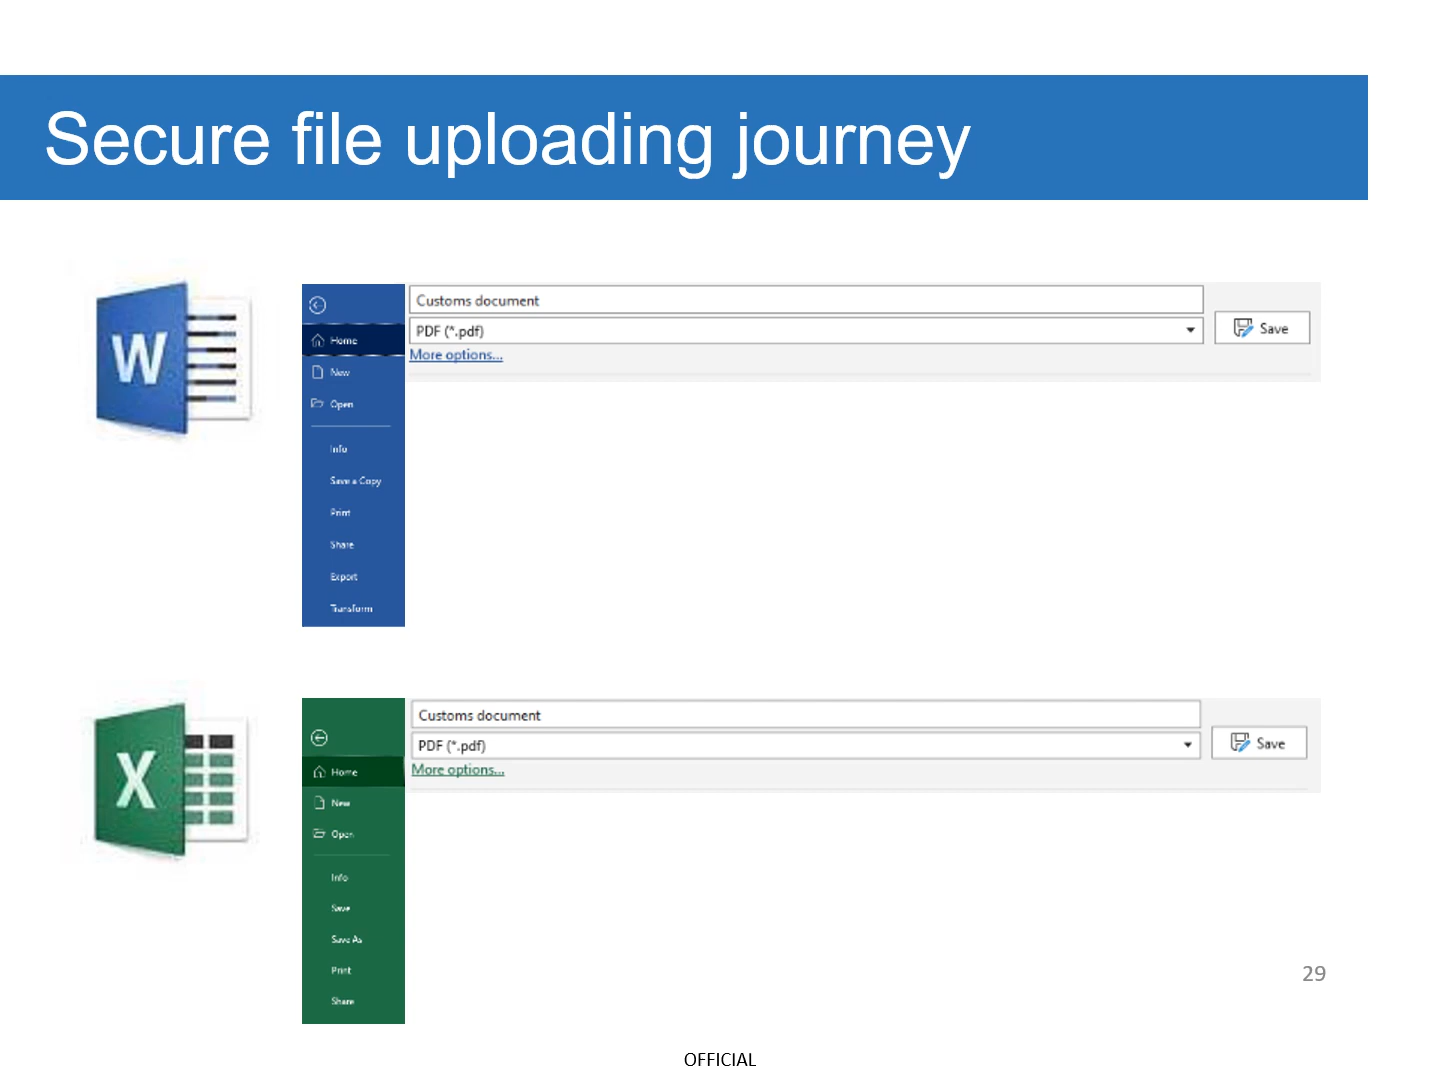 Secure file uploading journey
W
Customs document
PDF (*.pdf)
Save
More options...
Home
New
Open
Info
Save a Copy
Print
Share
Export
Transform
X
Customs document
PDF (*.pdf)
Save
More options...
Home
New
Open
Info
Save
Save As
Print
Share
29
OFFICIAL